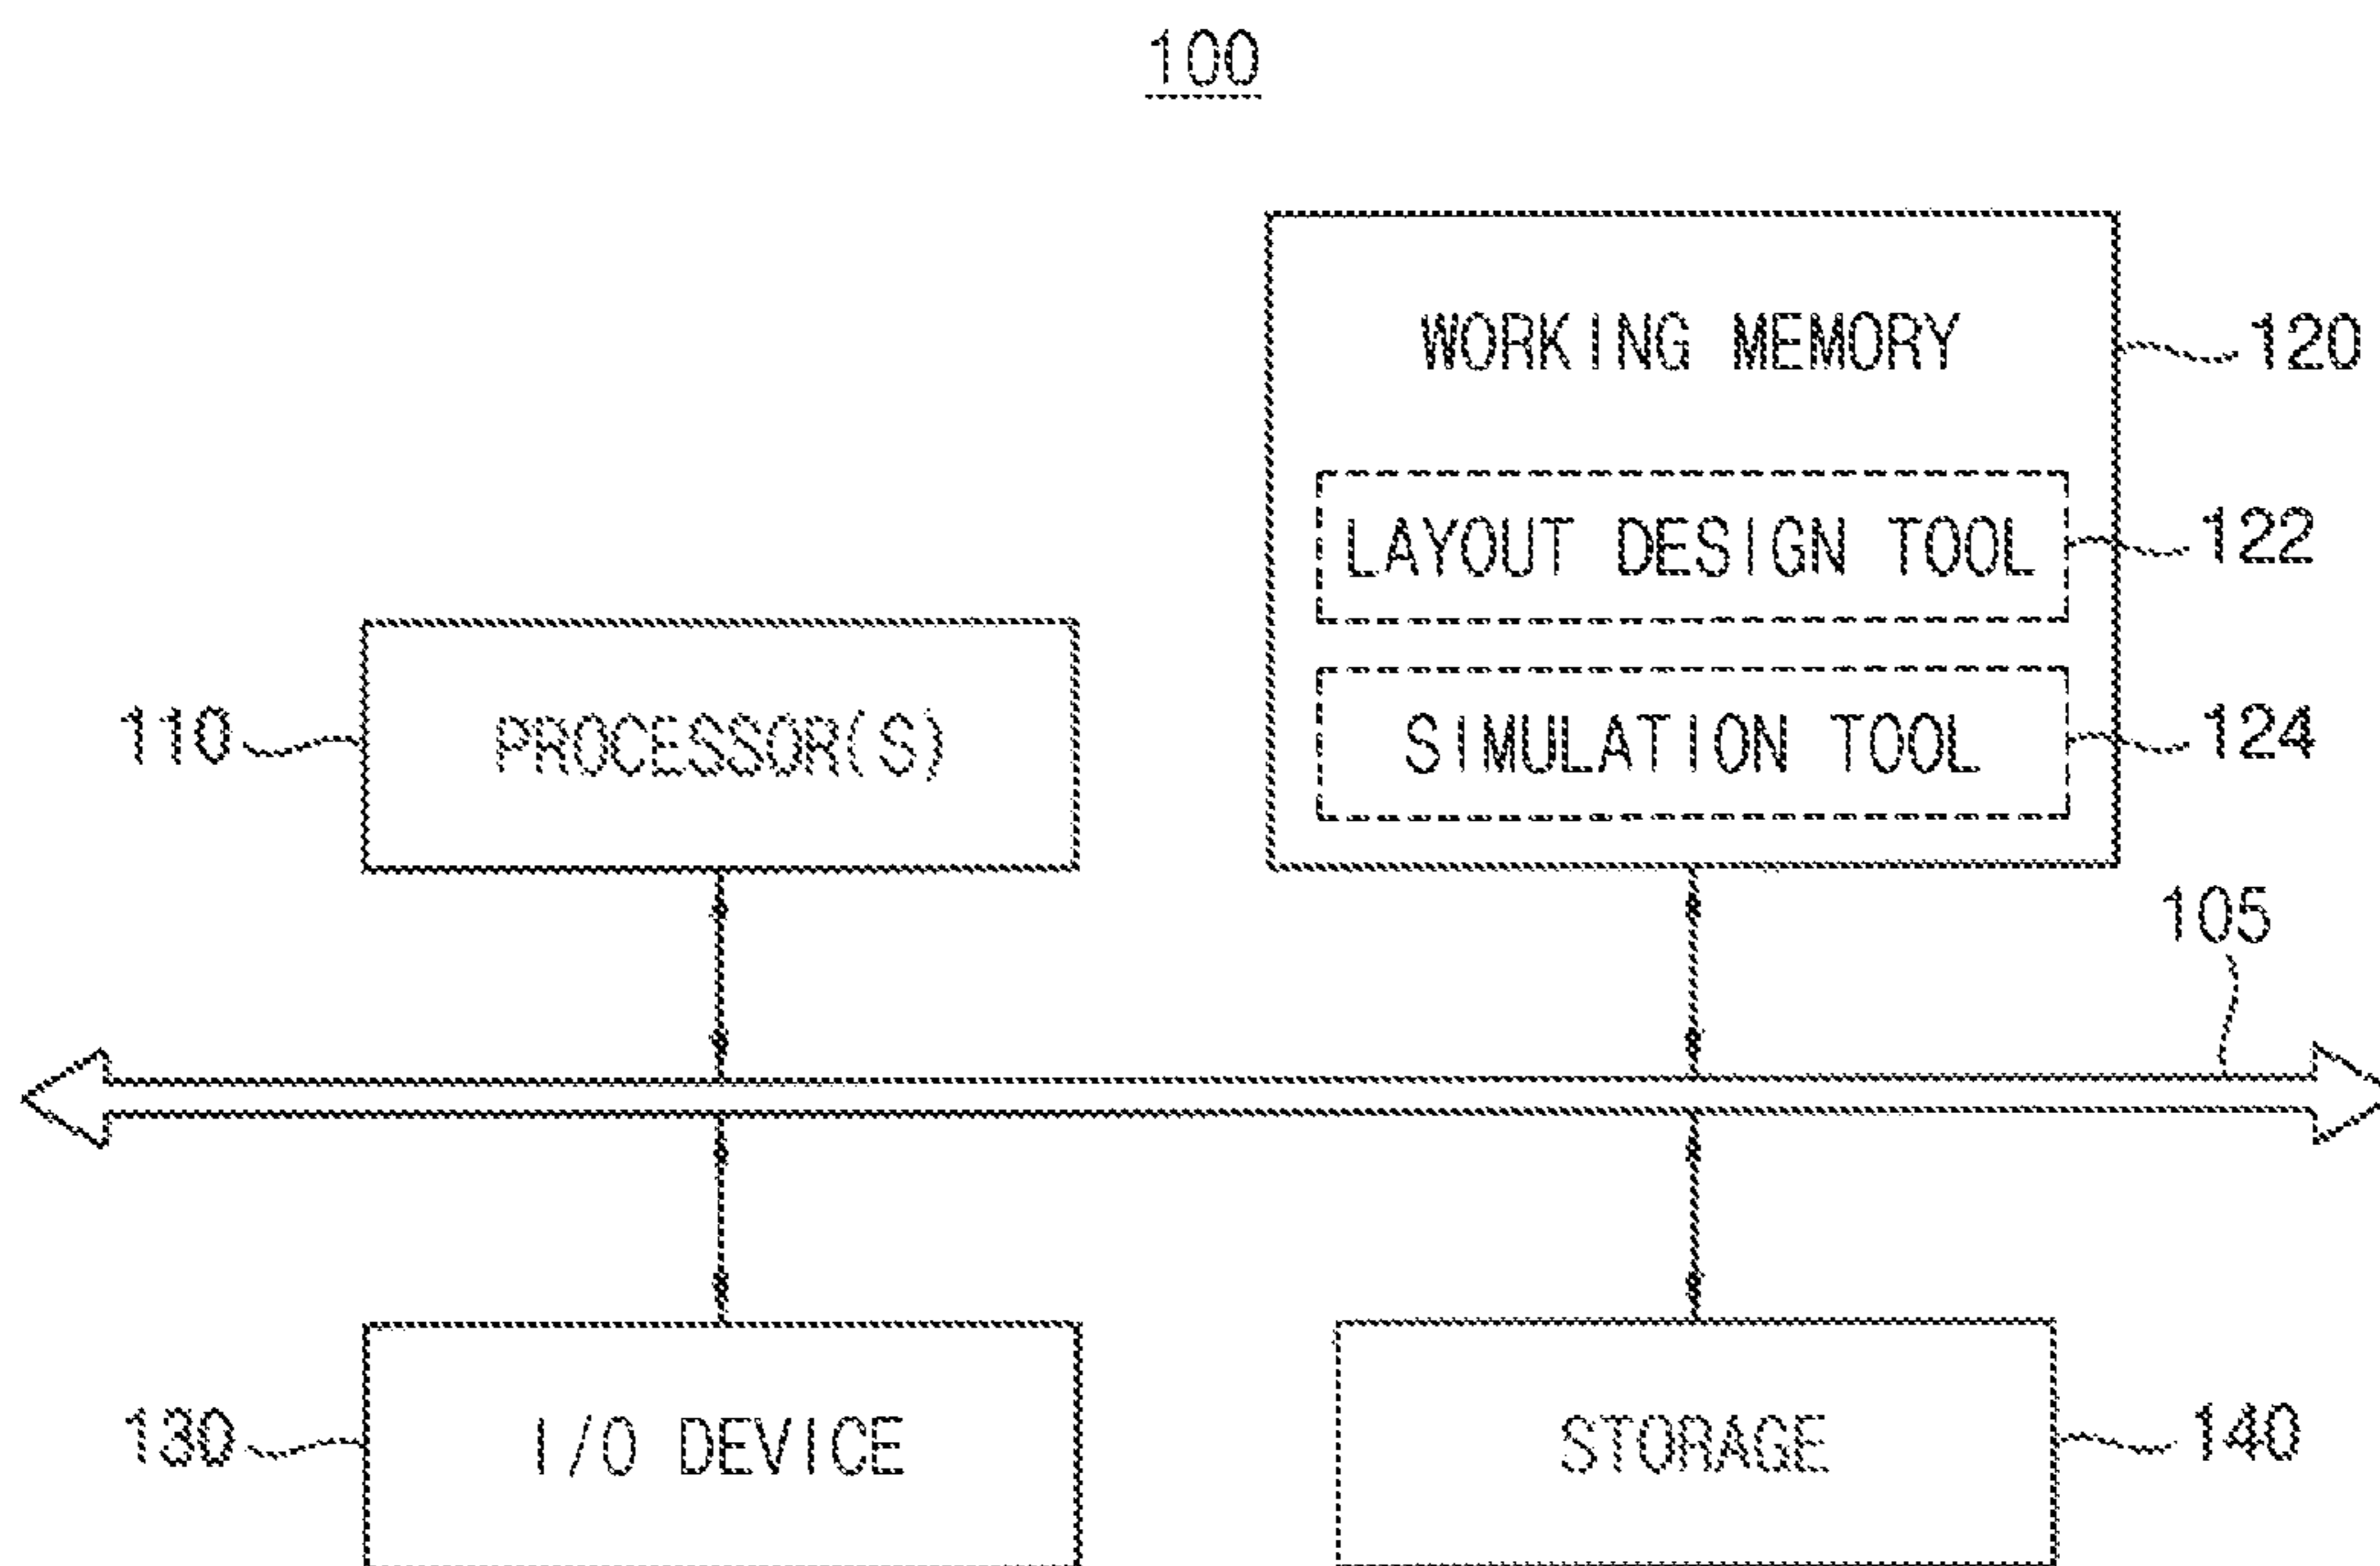 100
WORKING MEMORY
120
LAYOUT DESIGN TOOL
122
110
PROCESSOR(S)
SIMULATION TOOL
124
105
130
I/O DEVICE
STORAGE
140